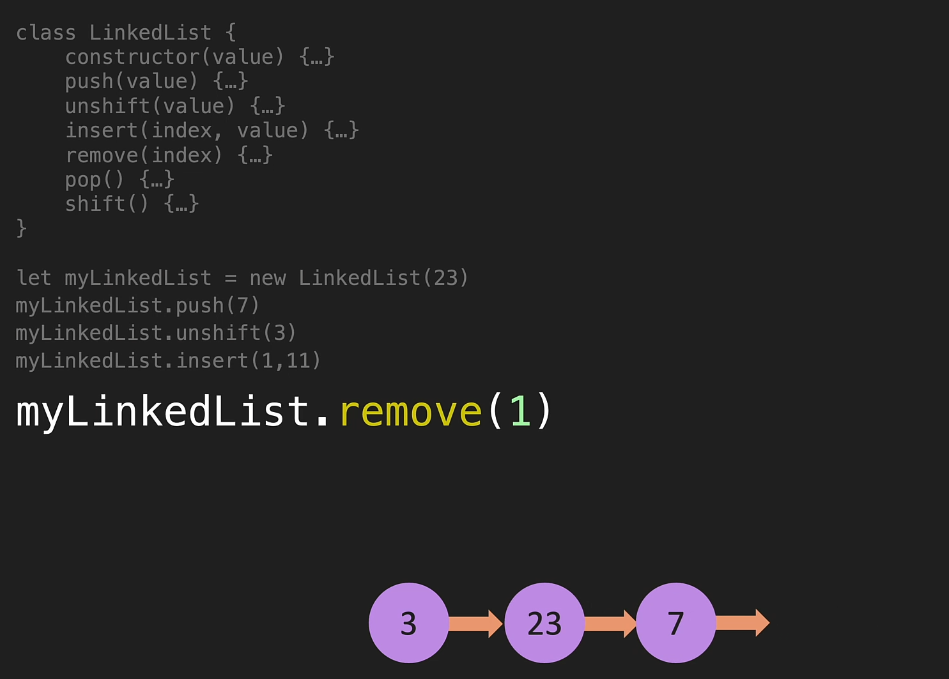 class LinkedList {
    constructor(value) {…}
    push(value) {…}
    unshift(value) {…}
    insert(index, value) {…}
    remove(index) {…}
    pop() {…}
    shift() {…}
}
let myLinkedList = new LinkedList(23)
myLinkedList.push(7)
myLinkedList.unshift(3)
myLinkedList.insert(1,11)
myLinkedList.remove(1)
3 23 7